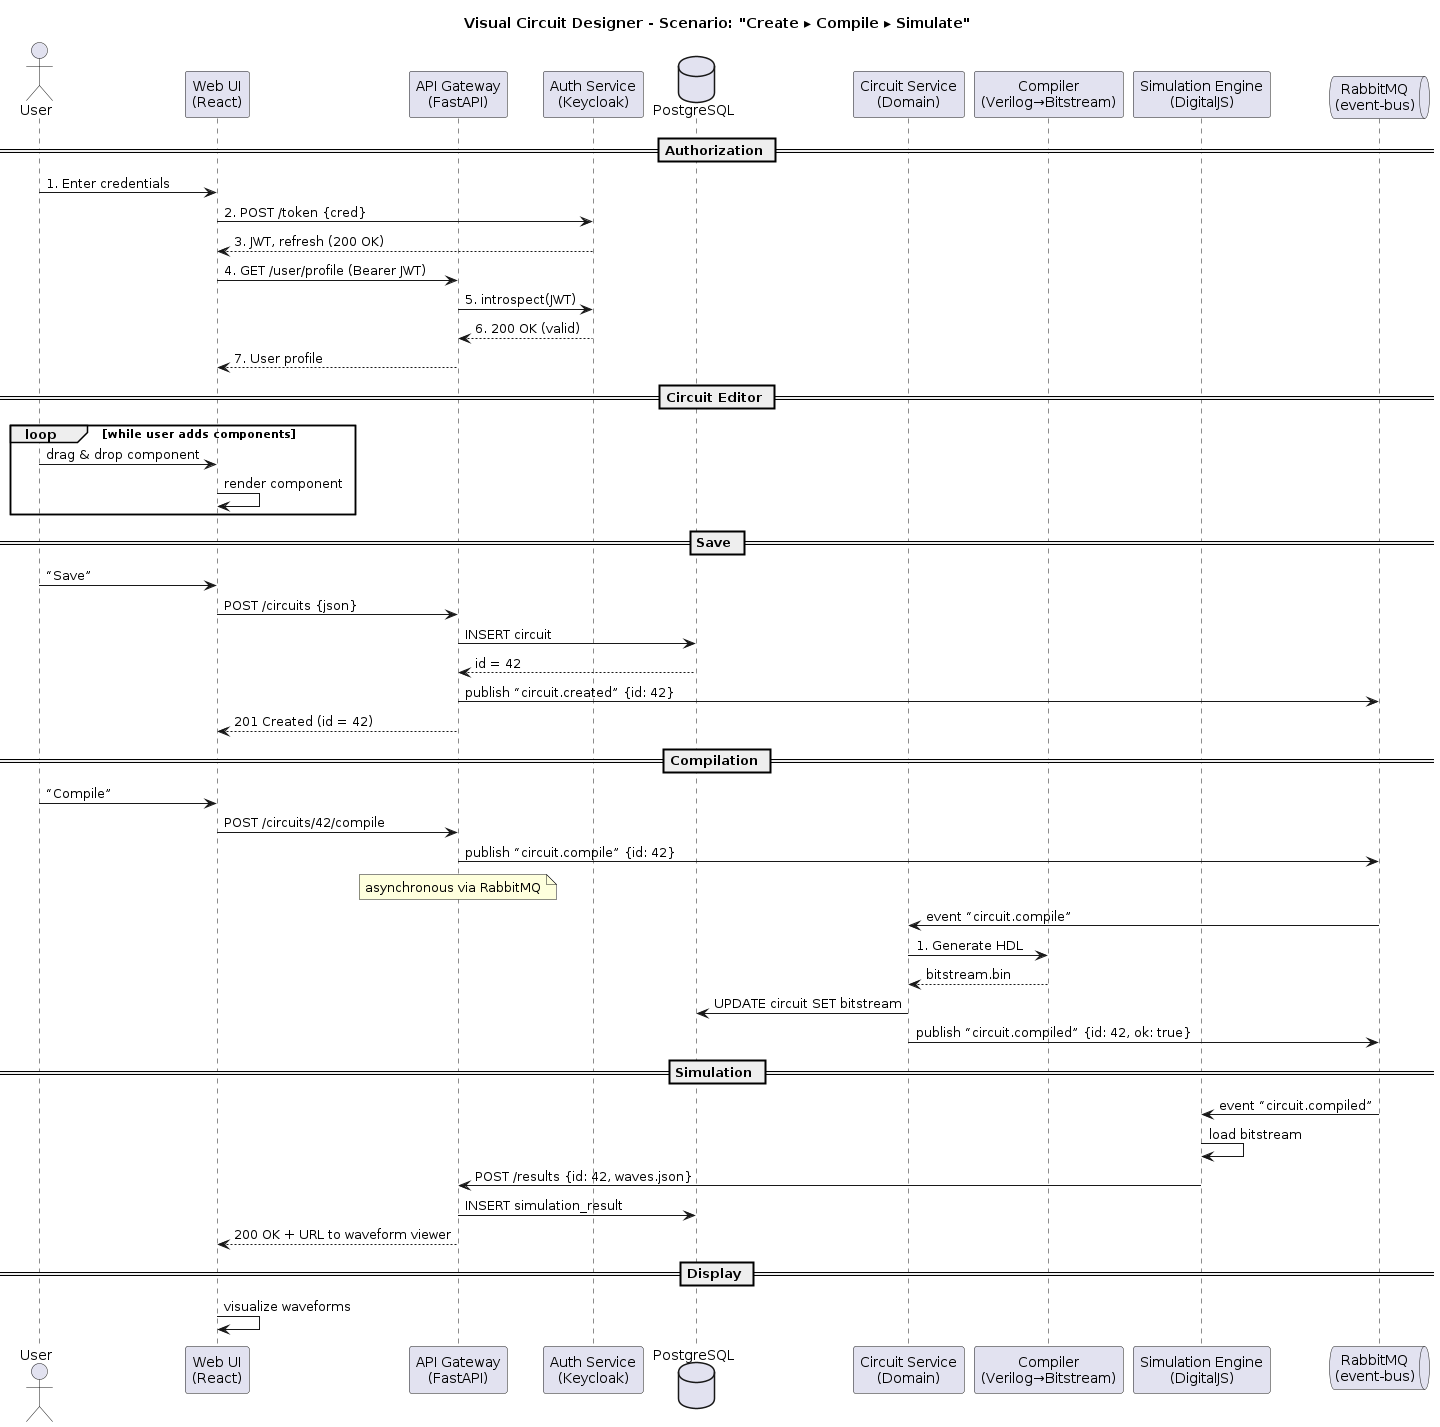 Visual Circuit Designer - Scenario: "Create ▸ Compile ▸ Simulate"
User
Web UI
(React)
API Gateway
(FastAPI)
Auth Service
(Keycloak)
PostgreSQL
Circuit Service
(Domain)
Compiler
(Verilog→Bitstream)
Simulation Engine
(DigitalJS)
RabbitMQ
(event-bus)
Authorization
1. Enter credentials
2. POST /token {cred}
3. JWT, refresh (200 OK)
4. GET /user/profile (Bearer JWT)
5. introspect(JWT)
6. 200 OK (valid)
7. User profile
Circuit Editor
loop [while user adds components]
drag & drop component
render component
Save
“Save”
POST /circuits {json}
INSERT circuit
id = 42
publish “circuit.created” {id: 42}
201 Created (id = 42)
Compilation
“Compile”
POST /circuits/42/compile
publish “circuit.compile” {id: 42}
asynchronous via RabbitMQ
event “circuit.compile”
1. Generate HDL
bitstream.bin
UPDATE circuit SET bitstream
publish “circuit.compiled” {id: 42, ok: true}
Simulation
event “circuit.compiled”
load bitstream
POST /results {id: 42, waves.json}
INSERT simulation_result
200 OK + URL to waveform viewer
Display
visualize waveforms
User
Web UI
(React)
API Gateway
(FastAPI)
Auth Service
(Keycloak)
PostgreSQL
Circuit Service
(Domain)
Compiler
(Verilog→Bitstream)
Simulation Engine
(DigitalJS)
RabbitMQ
(event-bus)